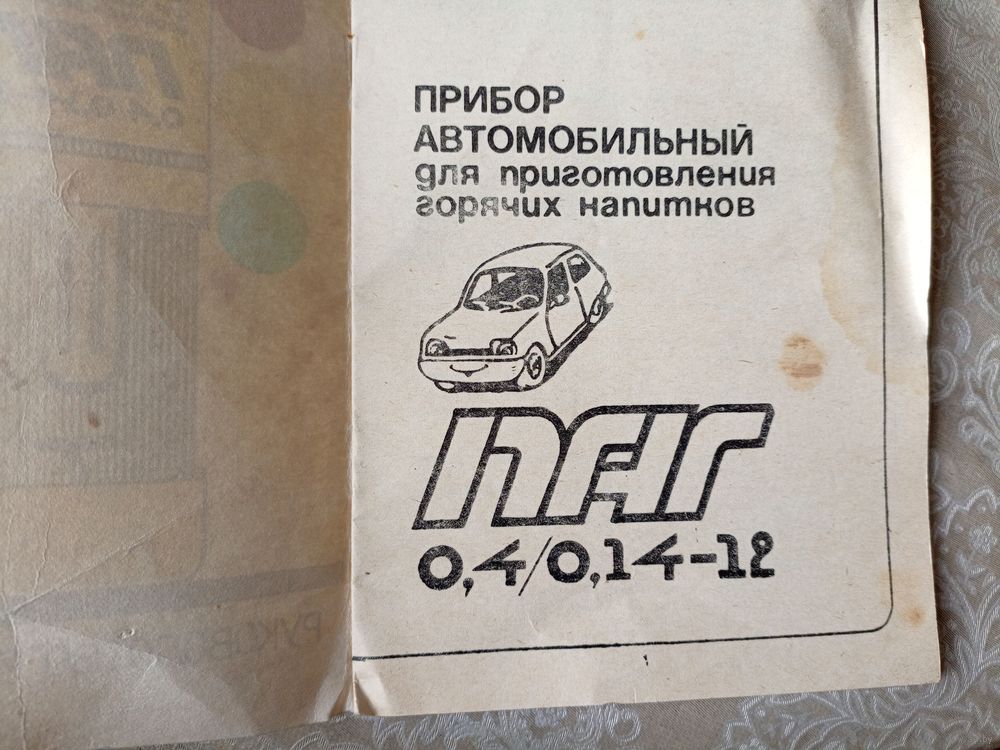 ПРИБОР
АВТОМОБИЛЬНЫЙ
для приготовления
горячих напитков
ПАГ
0,4/0,14-12